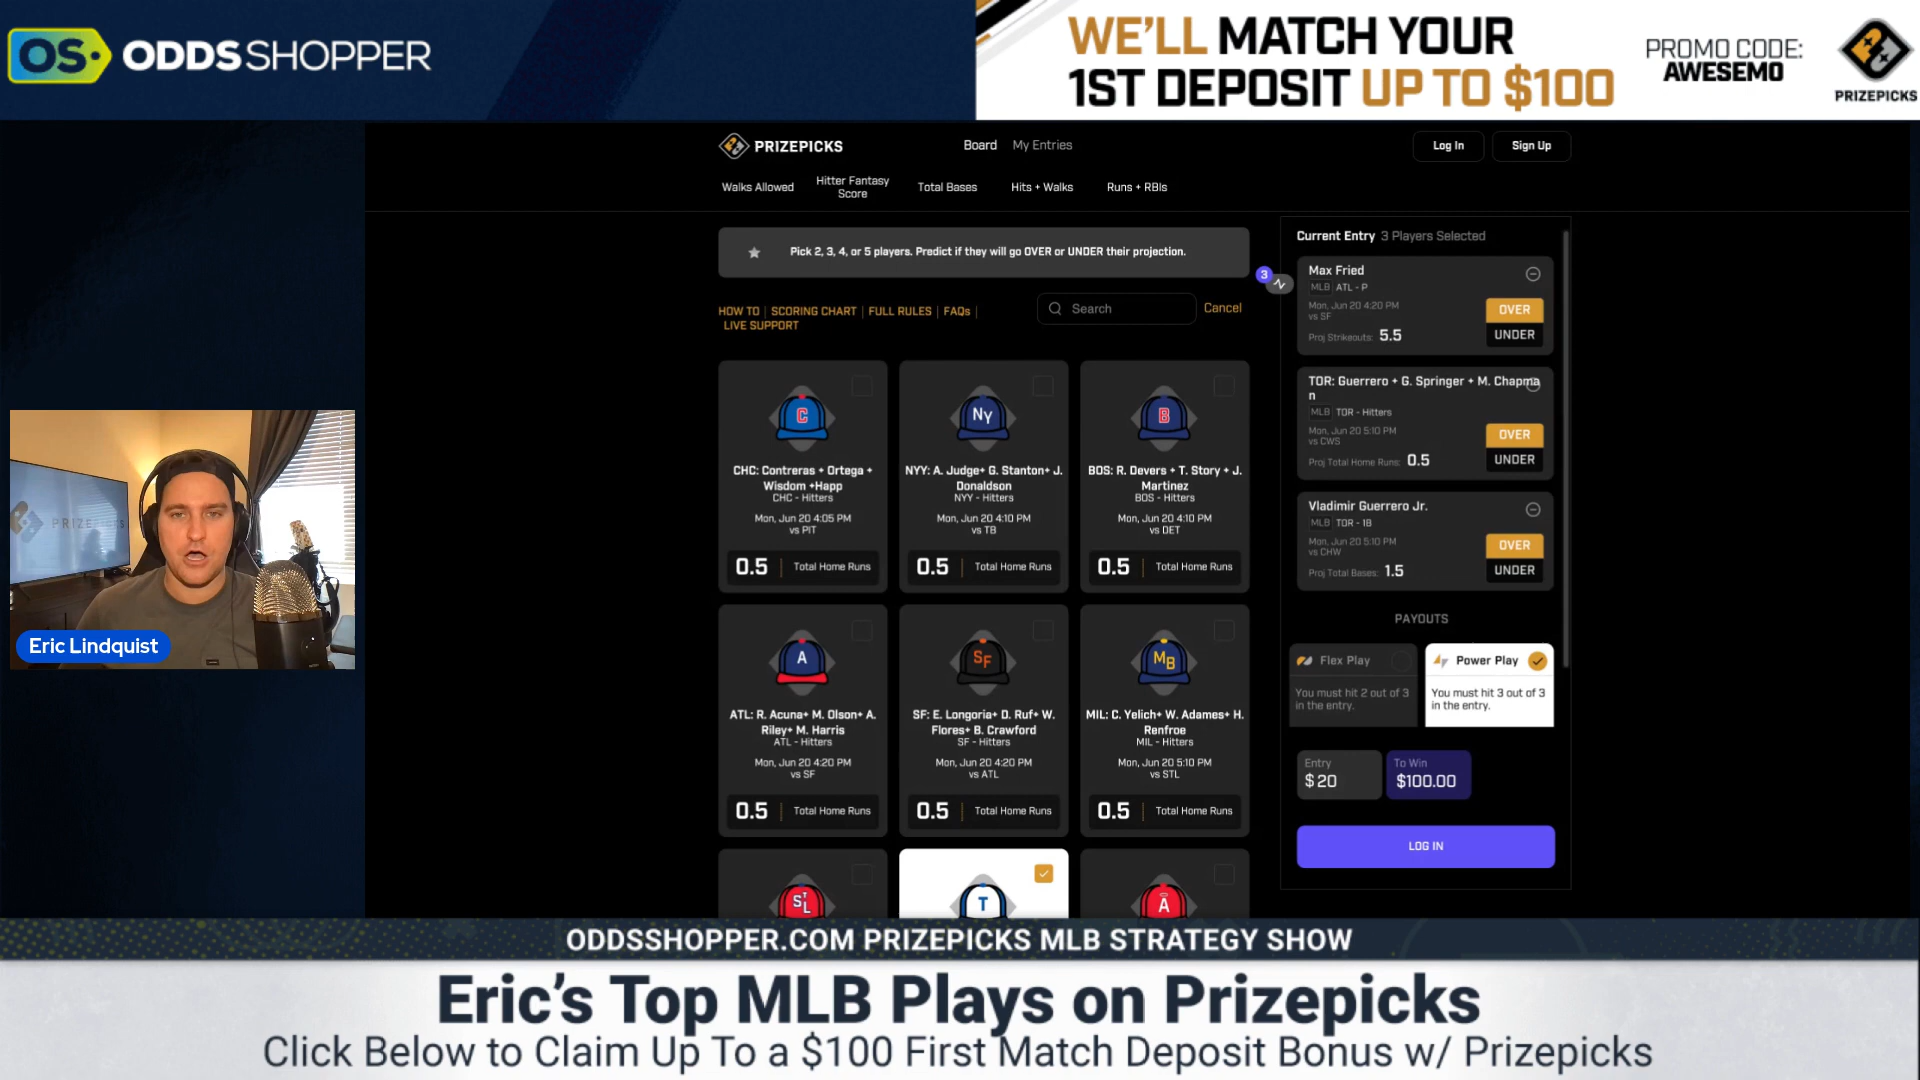 OS ODDSSHOPPER
WE'LL MATCH YOUR
1ST DEPOSIT UP TO $100
PROMO CODE:
AWESEMO
PRIZEPICKS
PRIZEPICKS
Board
My Entries
Log In
Sign Up
Walks Allowed
Hitter Fantasy
Score
Total Bases
Hits + Walks
Runs + RBIs
Pick 2, 3, 4, or 5 players. Predict if they will go OVER or UNDER their projection.
HOW TO | SCORING CHART | FULL RULES | FAQs |
LIVE SUPPORT
Search
Cancel
C
CHC: Contreras + Ortega +
Wisdom +Happ
CHC - Hitters
Mon, Jun 20 4:05 PM
vs PIT
0.5 | Total Home Runs
NY
NYY: A. Judge+ G. Stanton+ J.
Donaldson
NYY - Hitters
Mon, Jun 20 4:10 PM
vs TB
0.5 | Total Home Runs
B
BOS: R. Devers + T. Story + J.
Martinez
BOS - Hitters
Mon, Jun 20 4:10 PM
vs DET
0.5 | Total Home Runs
A
ATL: R. Acuna+ M. Olson+ A.
Riley+ M. Harris
ATL - Hitters
Mon, Jun 20 4:20 PM
vs SF
0.5 | Total Home Runs
SF
SF: E. Longoria+ D. Ruf+ W.
Flores+ B. Crawford
SF - Hitters
Mon, Jun 20 4:20 PM
vs ATL
0.5 | Total Home Runs
MB
MIL: C. Yelich+ W. Adames+ H.
Renfroe
MIL - Hitters
Mon, Jun 20 5:10 PM
vs STL
0.5 | Total Home Runs
STL
T
A
3
Current Entry 3 Players Selected
Max Fried
MLB ATL - P
Mon, Jun 20 4:20 PM
vs SF
Proj Strikeouts: 5.5
OVER
UNDER
TOR: Guerrero + G. Springer + M. Chapma
n
MLB TOR - Hitters
Mon, Jun 20 5:10 PM
vs CWS
Proj Total Home Runs: 0.5
OVER
UNDER
Vladimir Guerrero Jr.
MLB TOR - 1B
Mon, Jun 20 5:10 PM
vs CHW
Proj Total Bases: 1.5
OVER
UNDER
PAYOUTS
Flex Play
You must hit 2 out of 3
in the entry.
Power Play
You must hit 3 out of 3
in the entry.
Entry
$ 20
To Win
$100.00
LOG IN
PRIZEPICKS
Eric Lindquist
ODDSSHOPPER.COM PRIZEPICKS MLB STRATEGY SHOW
Eric's Top MLB Plays on Prizepicks
Click Below to Claim Up To a $100 First Match Deposit Bonus w/ Prizepicks